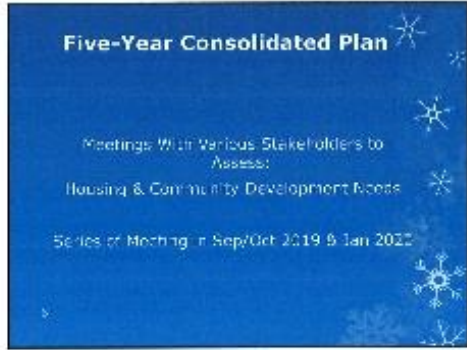 Five-Year Consolidated Plan
Meetings With Various Stakeholders to
Assess:
Housing & Community Development Needs
Series of Meeting in Sep/Oct 2019 & Jan 2020